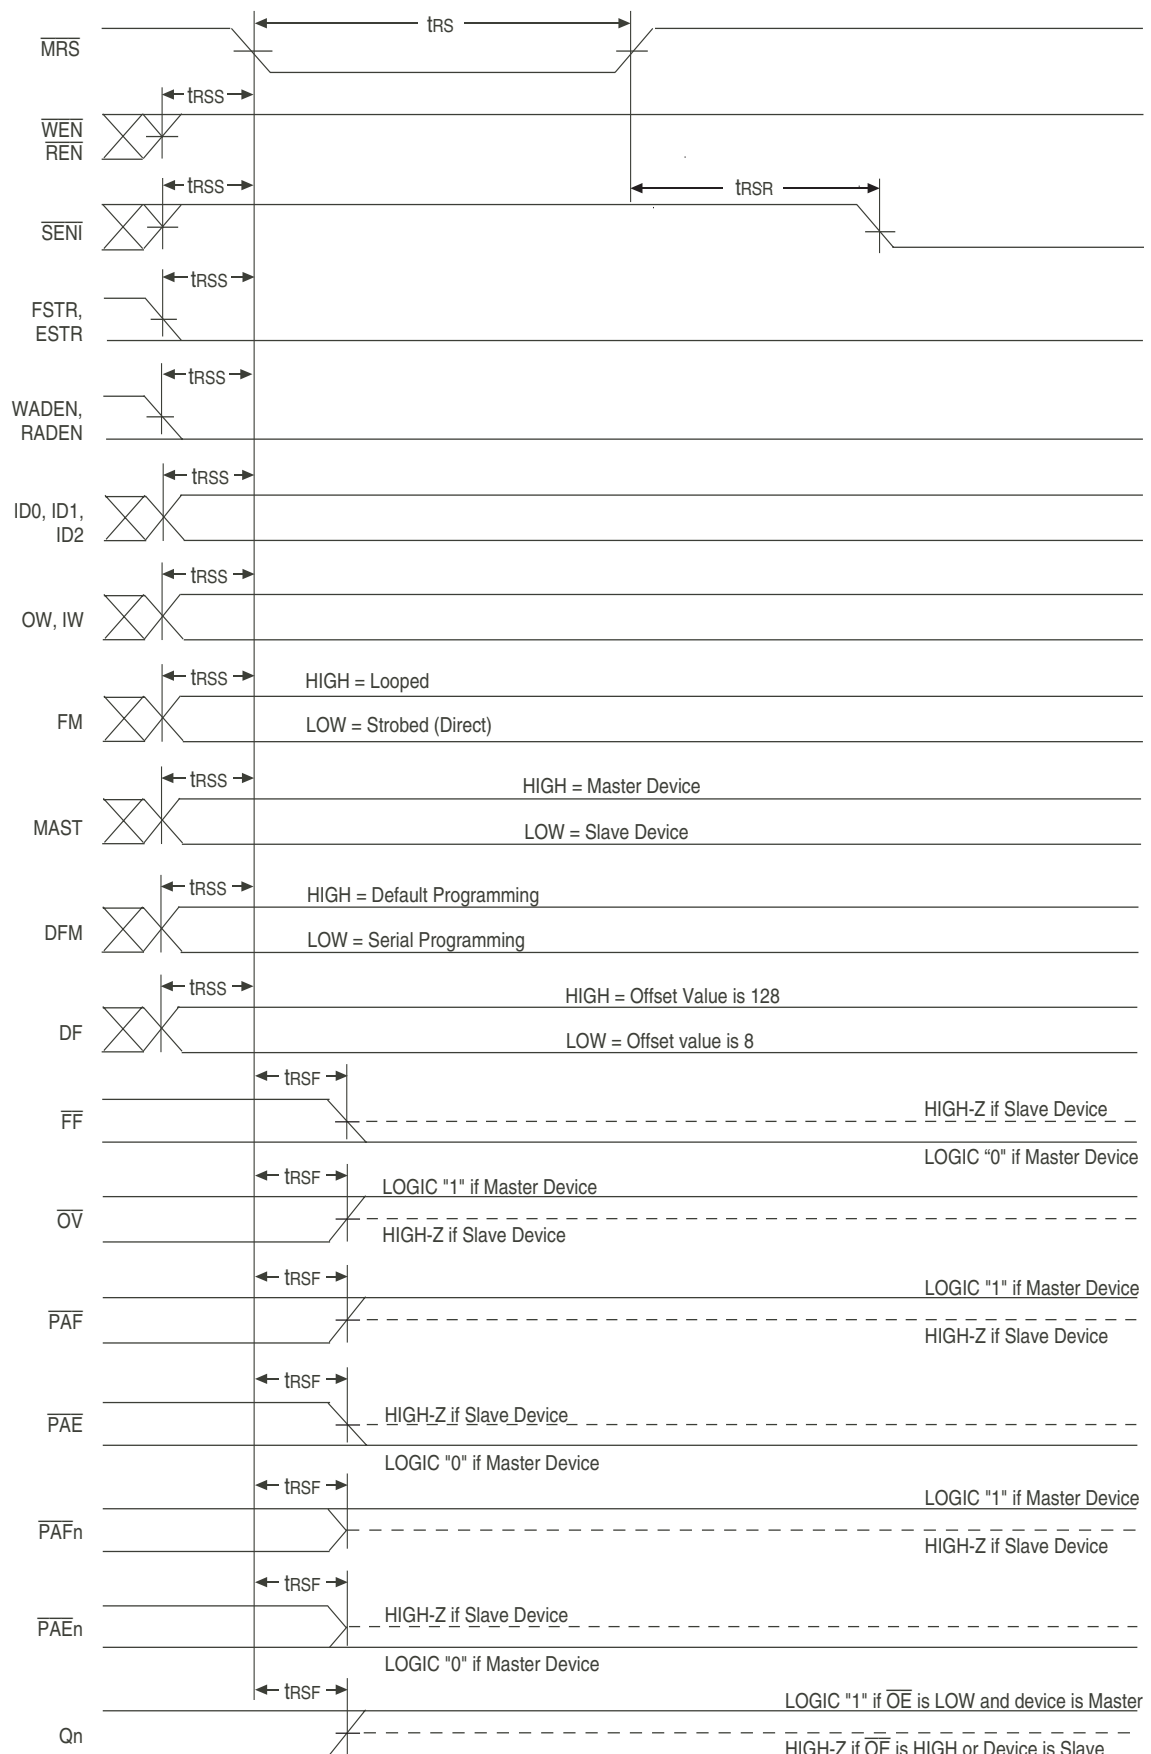 tRS
MRS
tRSS
WEN
REN
tRSS
tRSR
SENI
tRSS
FSTR,
ESTR
tRSS
WADEN,
RADEN
tRSS
ID0, ID1,
ID2
tRSS
OW, IW
tRSS
HIGH = Looped
FM
LOW = Strobed (Direct)
tRSS
HIGH = Master Device
MAST
LOW = Slave Device
tRSS
HIGH = Default Programming
DFM
LOW = Serial Programming
tRSS
HIGH = Offset Value is 128
DF
LOW = Offset value is 8
tRSF
HIGH-Z if Slave Device
FF
LOGIC “0" if Master Device
tRSF
LOGIC "1" if Master Device
OV
HIGH-Z if Slave Device
tRSF
LOGIC "1" if Master Device
PAF
HIGH-Z if Slave Device
tRSF
HIGH-Z if Slave Device
PAE
LOGIC "0" if Master Device
tRSF
LOGIC "1" if Master Device
PAFn
HIGH-Z if Slave Device
tRSF
HIGH-Z if Slave Device
PAEn
LOGIC "0" if Master Device
tRSF
LOGIC "1" if OE is LOW and device is Master
Qn
HIGH-Z if OE is HIGH or Device is Slave